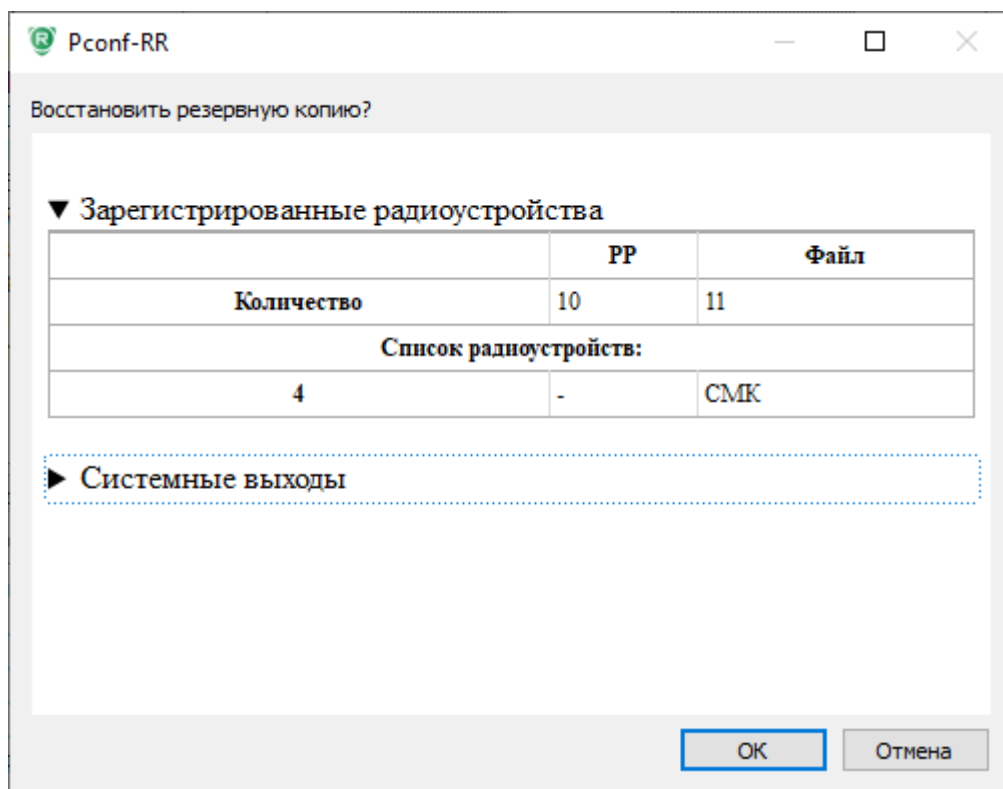 Pconf-RR
Восстановить резервную копию?
▼ Зарегистрированные радиоустройства
РР Файл
Количество 10 11
Список радиоустройств:
4 - СМК
▶ Системные выходы
ОК Отмена